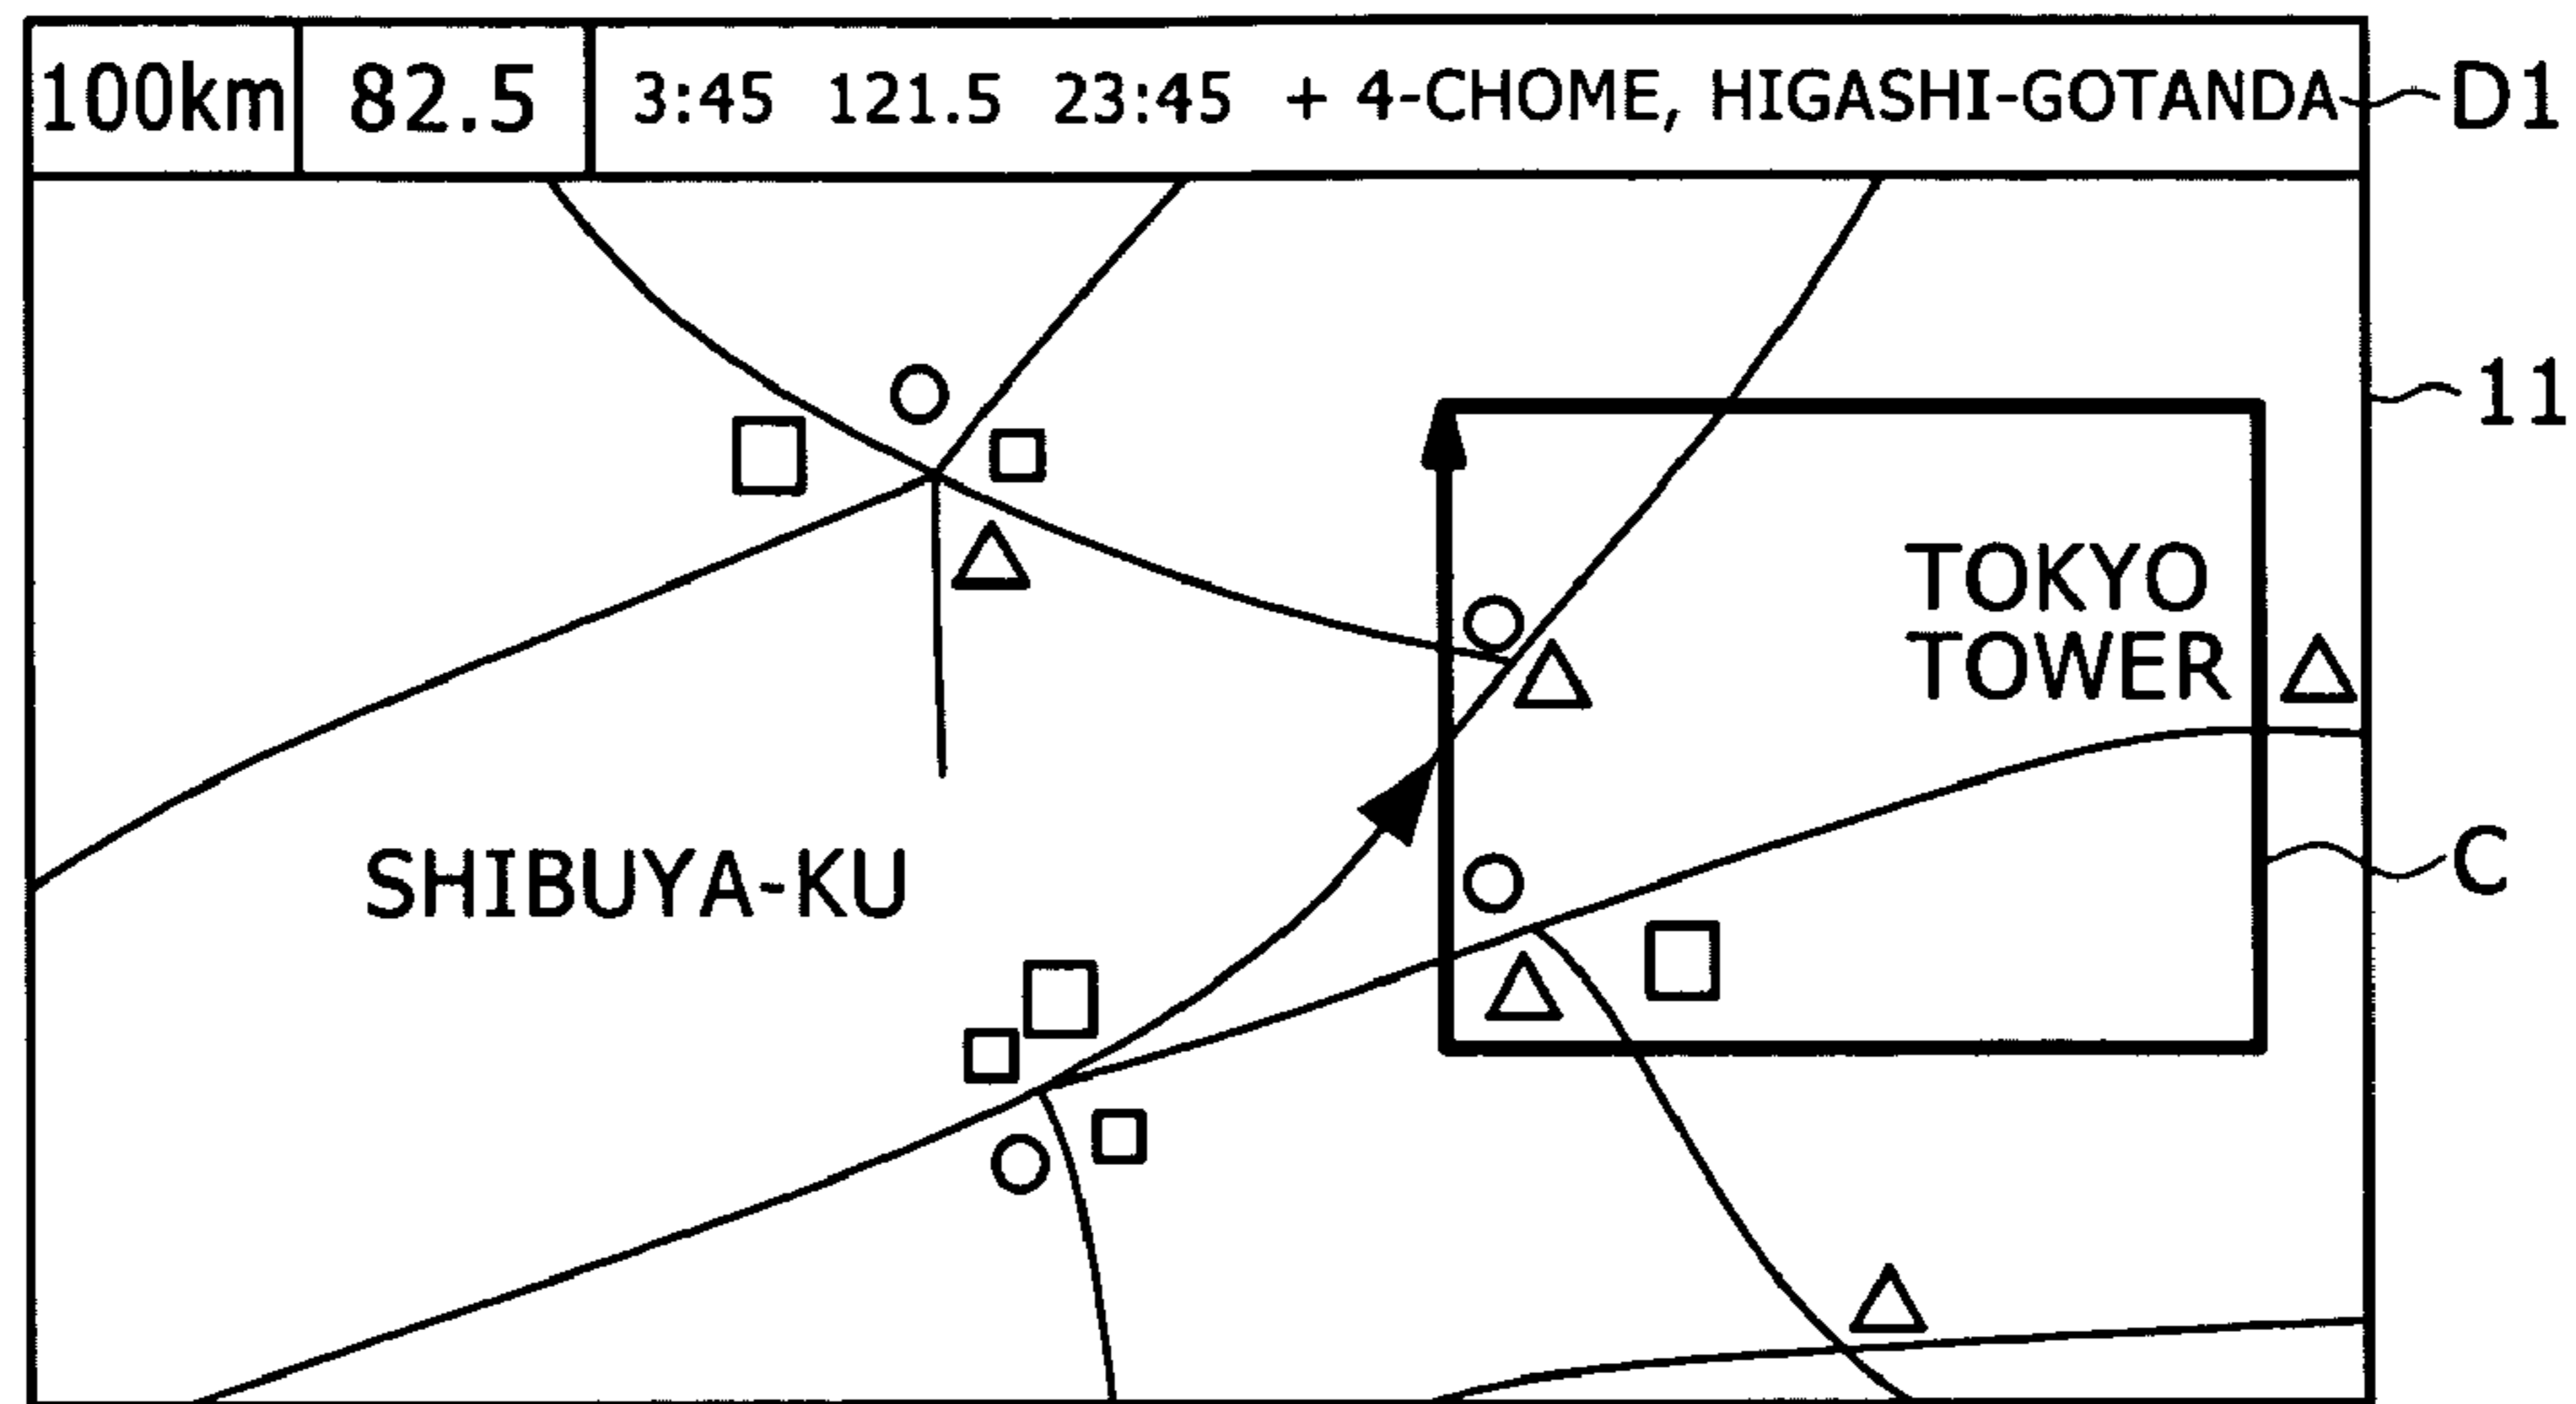 100km 82.5 3:45 121.5 23:45 + 4-CHOME, HIGASHI-GOTANDA D1
11
TOKYO
TOWER
SHIBUYA-KU
C